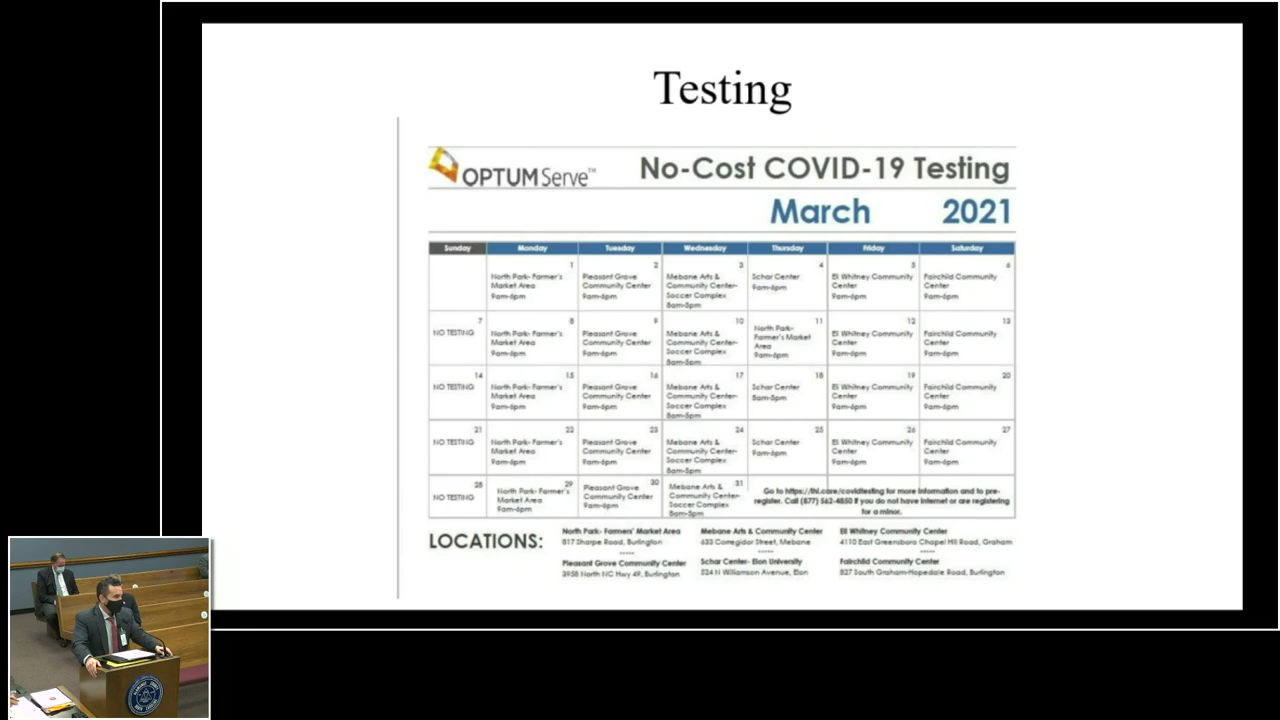 Testing
OPTUMServe™
No-Cost COVID-19 Testing
March 2021
Sunday Monday Tuesday Wednesday Thursday Friday Saturday
1
North Park- Farmer's
Market Area
9am-6pm
2
Pleasant Grove
Community Center
9am-6pm
3
Mebane Arts &
Community Center-
Soccer Complex
8am-5pm
4
Schar Center
9am-6pm
5
Eli Whitney Community
Center
9am-6pm
6
Fairchild Community
Center
9am-6pm
7
NO TESTING
8
North Park- Farmer's
Market Area
9am-6pm
9
Pleasant Grove
Community Center
9am-6pm
10
Mebane Arts &
Community Center-
Soccer Complex
8am-5pm
11
North Park-
Farmer's Market
Area
9am-6pm
12
Eli Whitney Community
Center
9am-6pm
13
Fairchild Community
Center
9am-6pm
14
NO TESTING
15
North Park- Farmer's
Market Area
9am-6pm
16
Pleasant Grove
Community Center
9am-6pm
17
Mebane Arts &
Community Center-
Soccer Complex
8am-5pm
18
Schar Center
8am-5pm
19
Eli Whitney Community
Center
9am-6pm
20
Fairchild Community
Center
9am-6pm
21
NO TESTING
22
North Park- Farmer's
Market Area
9am-6pm
23
Pleasant Grove
Community Center
9am-6pm
24
Mebane Arts &
Community Center-
Soccer Complex
8am-5pm
25
Schar Center
9am-6pm
26
Eli Whitney Community
Center
9am-6pm
27
Fairchild Community
Center
9am-6pm
28
NO TESTING
29
North Park- Farmer's
Market Area
9am-6pm
30
Pleasant Grove
Community Center
9am-6pm
31
Mebane Arts &
Community Center-
Soccer Complex
8am-5pm
Go to https://lhi.care/covidtesting for more information and to pre-
register. Call (877) 562-4850 if you do not have internet or are registering
for a minor.
LOCATIONS:
North Park- Farmers' Market Area
817 Sharpe Road, Burlington
*****
Pleasant Grove Community Center
3958 North NC Hwy 49, Burlington
Mebane Arts & Community Center
633 Corregidor Street, Mebane
*****
Schar Center- Elon University
524 N Williamson Avenue, Elon
Eli Whitney Community Center
4110 East Greensboro Chapel Hill Road, Graham
*****
Fairchild Community Center
827 South Graham-Hopedale Road, Burlington